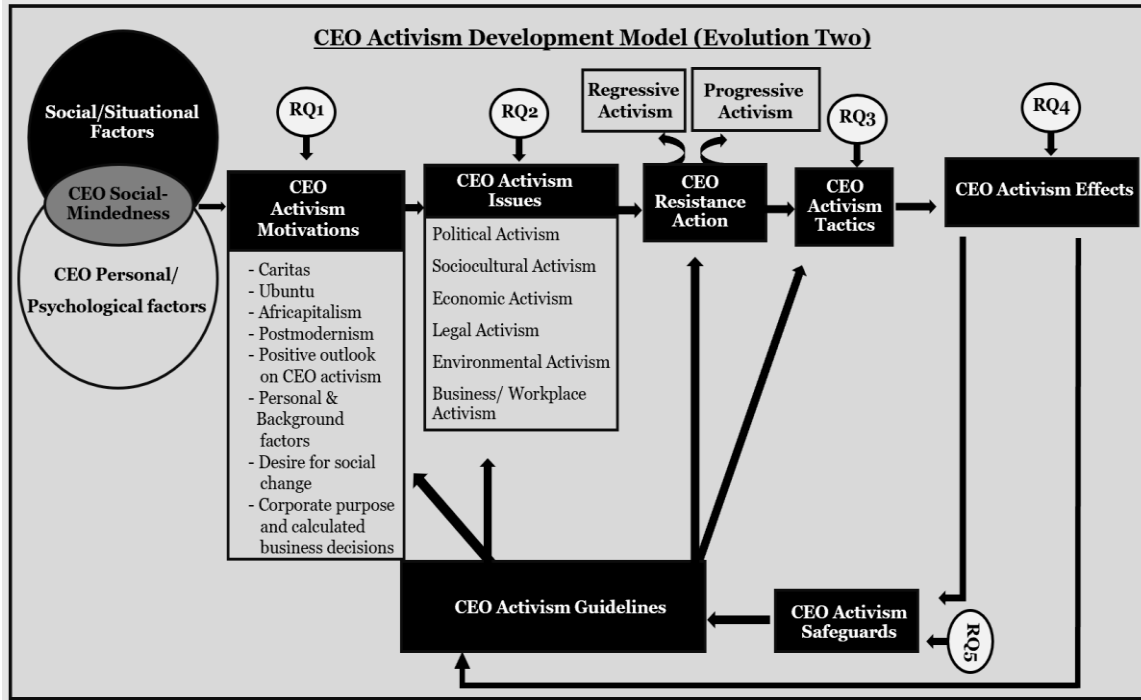 CEO Activism Development Model (Evolution Two)
Social/Situational
Factors
CEO Social-
Mindedness
CEO Personal/
Psychological factors
RQ1
CEO
Activism
Motivations
- Caritas
- Ubuntu
- Africapitalism
- Postmodernism
- Positive outlook
on CEO activism
- Personal &
Background
factors
- Desire for social
change
- Corporate purpose
and calculated
business decisions
RQ2
CEO Activism
Issues
Political Activism
Sociocultural Activism
Economic Activism
Legal Activism
Environmental Activism
Business/ Workplace
Activism
Regressive
Activism
Progressive
Activism
CEO
Resistance
Action
RQ3
CEO
Activism
Tactics
RQ4
CEO Activism Effects
CEO Activism Guidelines
CEO Activism
Safeguards
RQ5